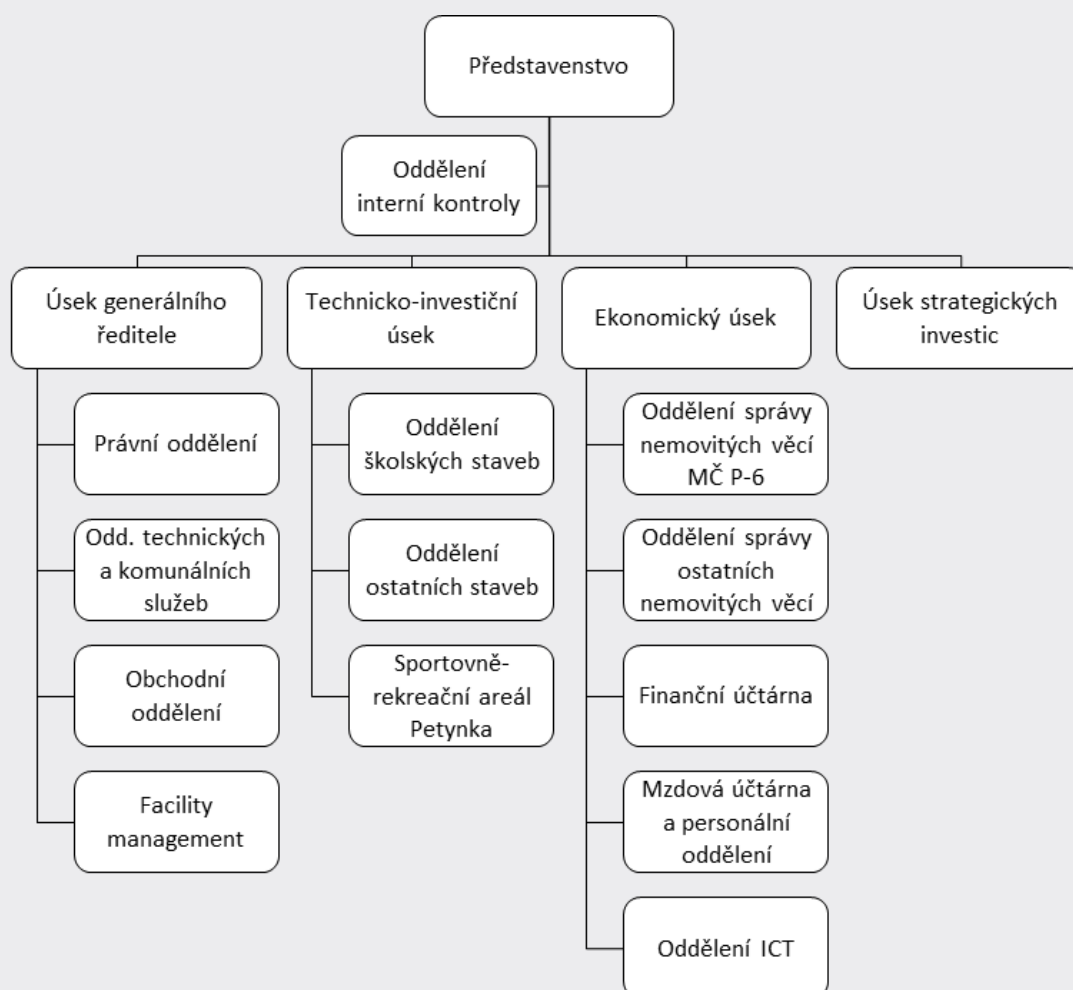 Představenstvo
Oddělení
interní kontroly
Úsek generálního
ředitele
Technicko-investiční
úsek
Ekonomický úsek
Úsek strategických
investic
Právní oddělení
Odd. technických
a komunálních
služeb
Obchodní
oddělení
Facility
management
Oddělení
školských staveb
Oddělení
ostatních staveb
Sportovně-
rekreační areál
Petynka
Oddělení správy
nemovitých věcí
MČ P-6
Oddělení správy
ostatních
nemovitých věcí
Finanční účtárna
Mzdová účtárna
a personální
oddělení
Oddělení ICT